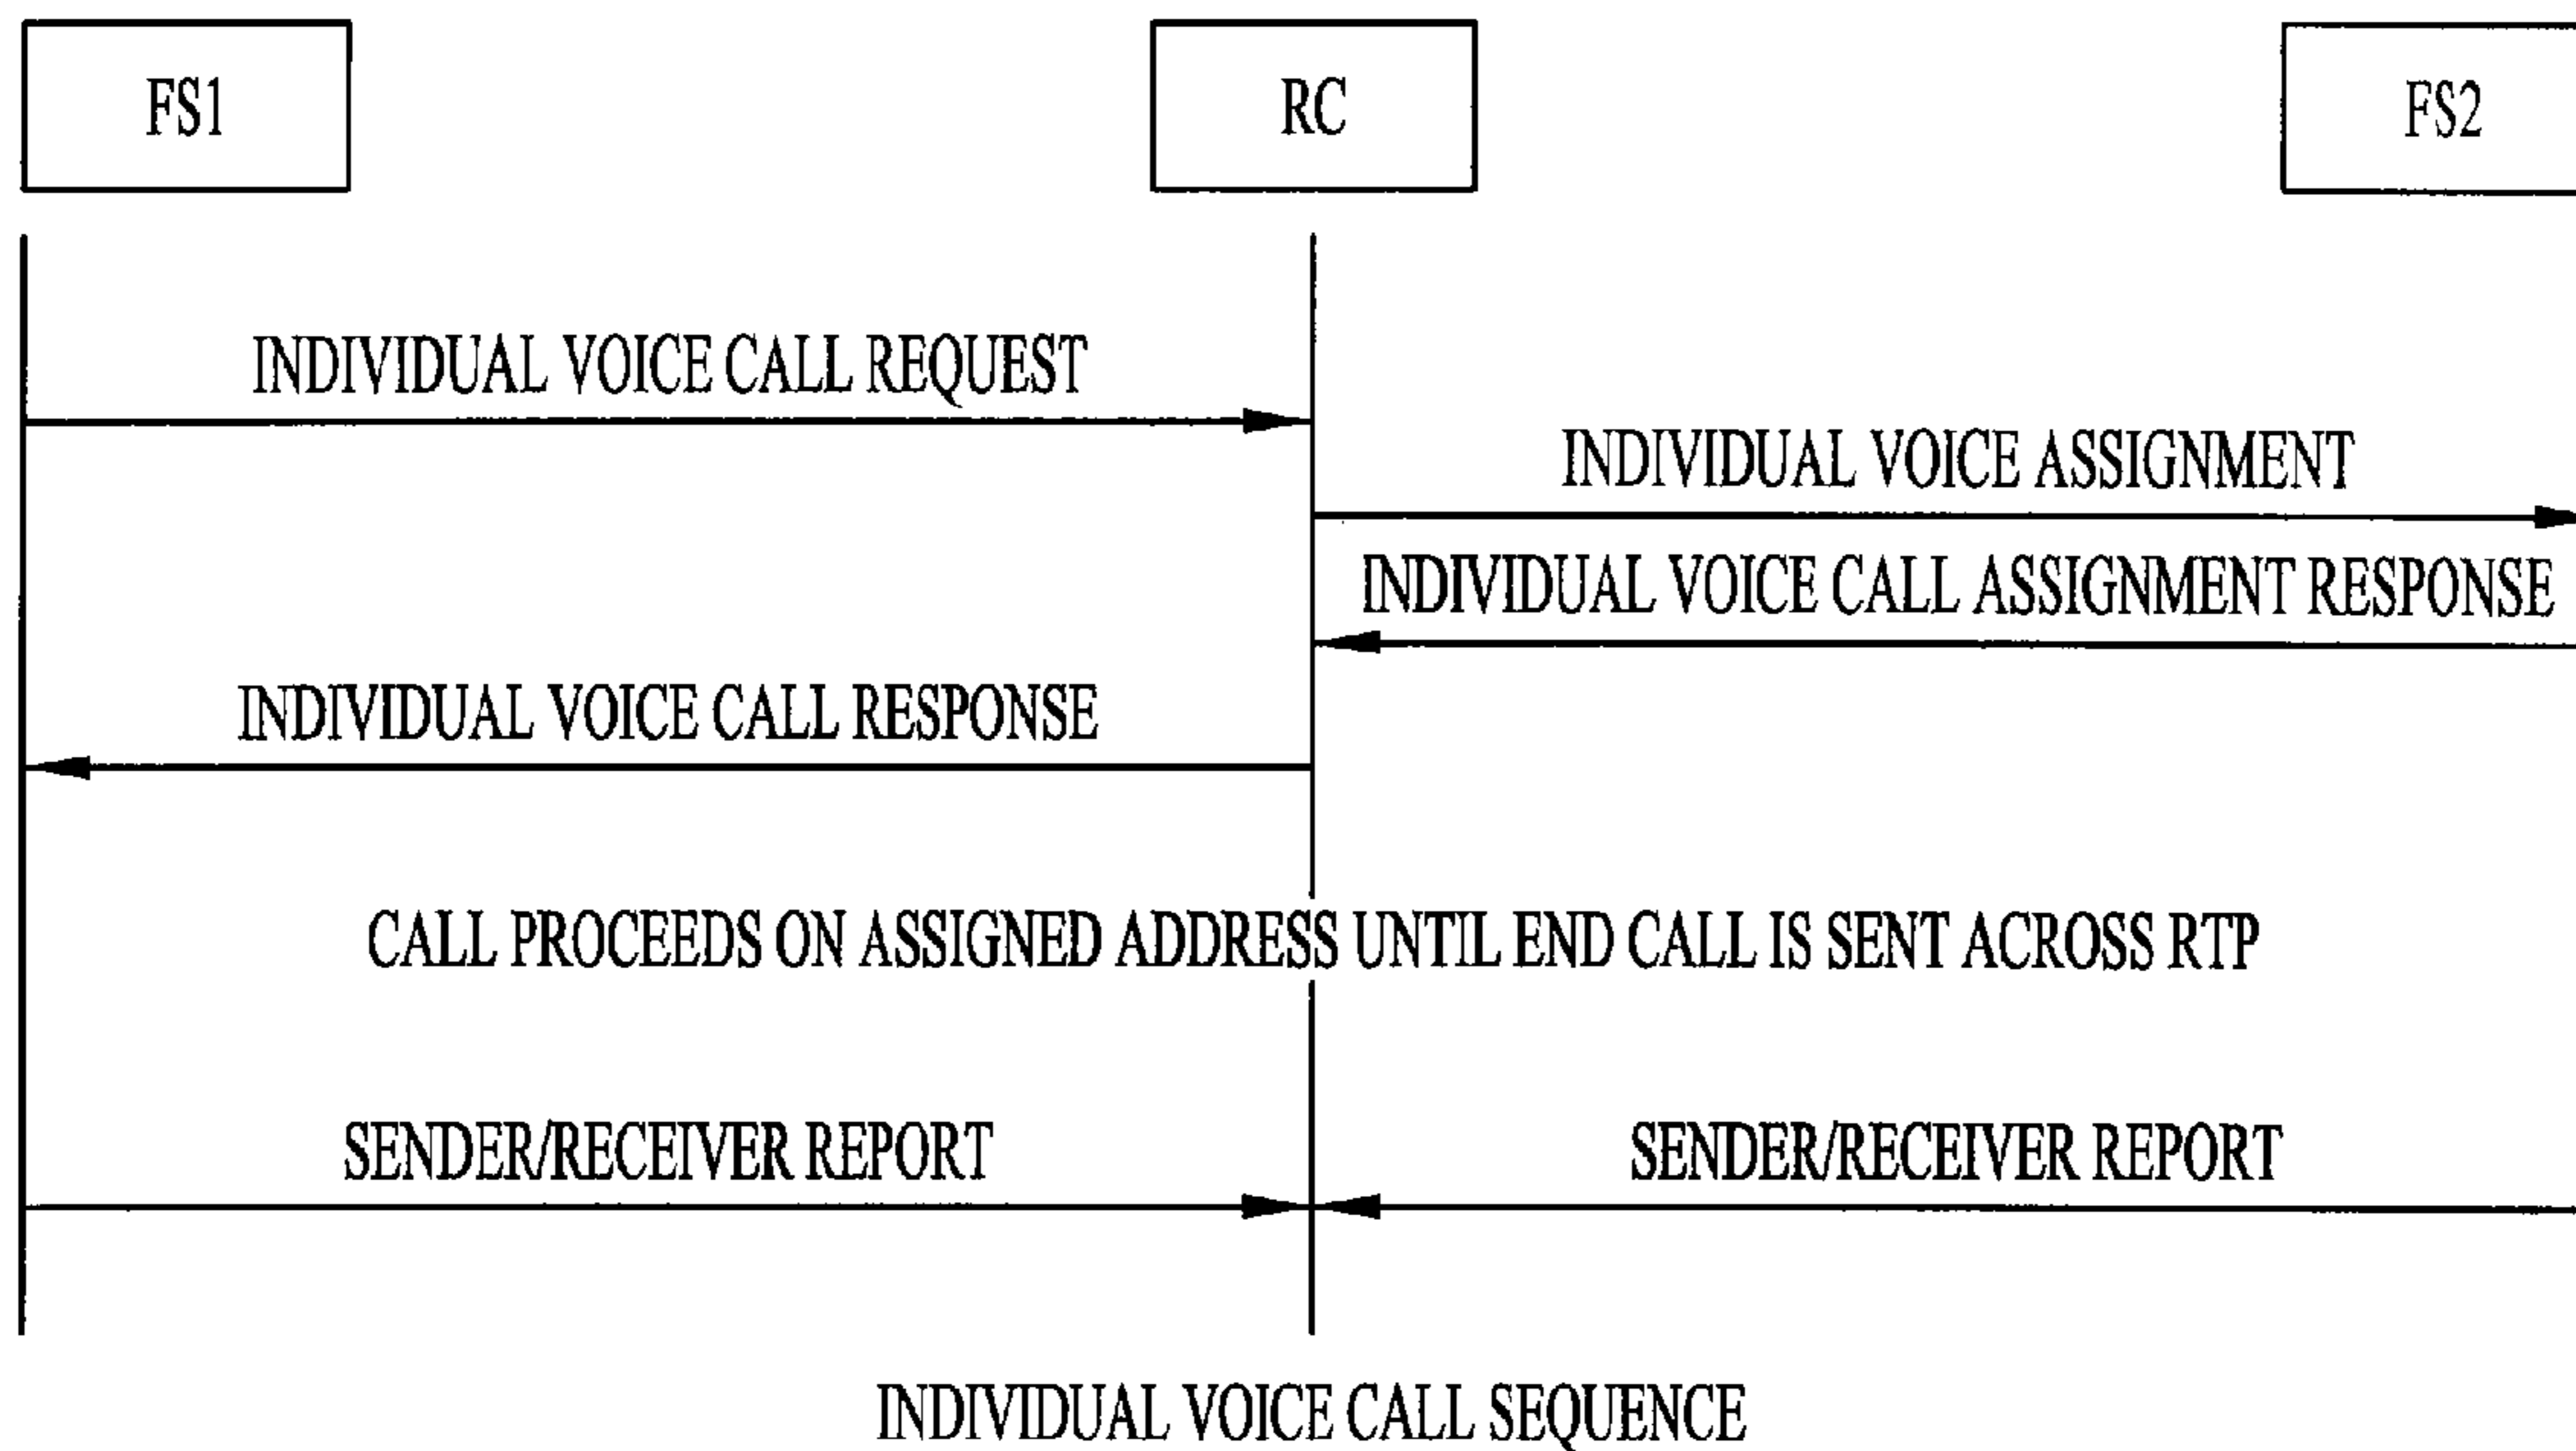 FS1
RC
FS2
INDIVIDUAL VOICE CALL REQUEST
INDIVIDUAL VOICE ASSIGNMENT
INDIVIDUAL VOICE CALL ASSIGNMENT RESPONSE
INDIVIDUAL VOICE CALL RESPONSE
CALL PROCEEDS ON ASSIGNED ADDRESS UNTIL END CALL IS SENT ACROSS RTP
SENDER/RECEIVER REPORT
SENDER/RECEIVER REPORT
INDIVIDUAL VOICE CALL SEQUENCE